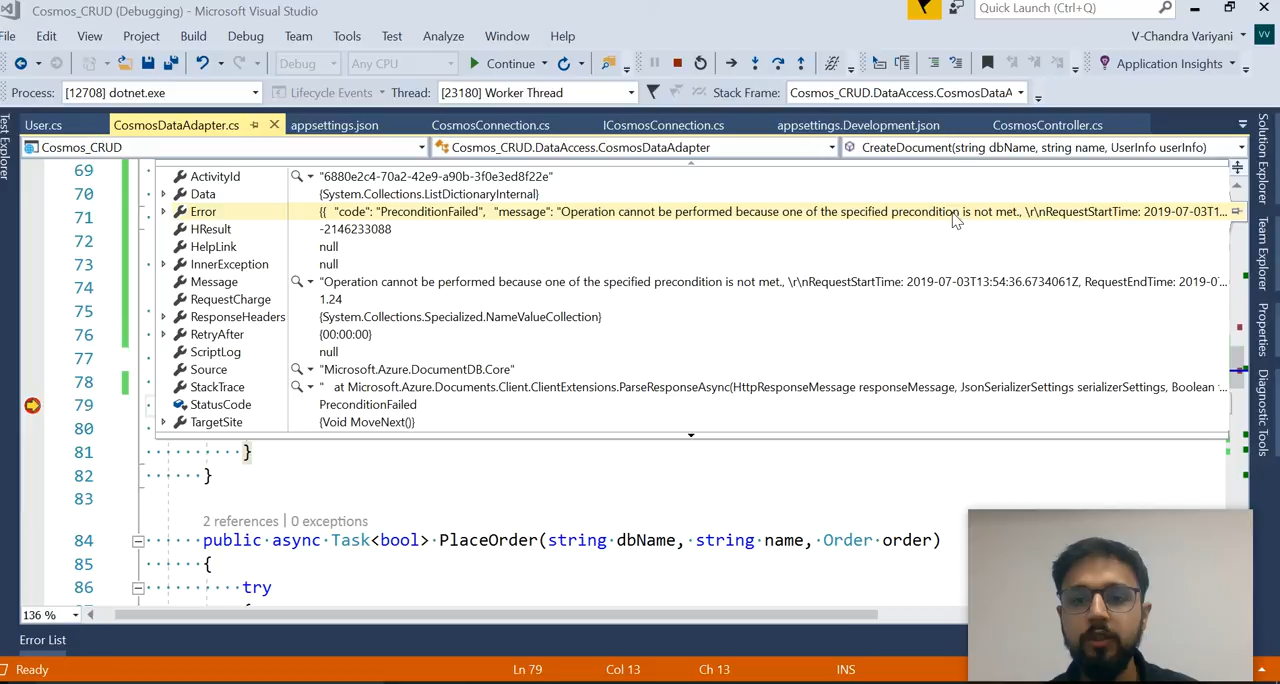 Cosmos_CRUD (Debugging) - Microsoft Visual Studio
Quick Launch (Ctrl+Q)
File Edit View Project Build Debug Team Tools Test Analyze Window Help
V-Chandra Variyani VV
Debug Any CPU Continue Application Insights
Process: [12708] dotnet.exe Lifecycle Events Thread: [23180] Worker Thread Stack Frame: Cosmos_CRUD.DataAccess.CosmosDataA
User.cs CosmosDataAdapter.cs appsettings.json CosmosConnection.cs ICosmosConnection.cs appsettings.Development.json CosmosController.cs
Cosmos_CRUD Cosmos_CRUD.DataAccess.CosmosDataAdapter CreateDocument(string dbName, string name, UserInfo userInfo)
Test Explorer
Solution Explorer
Team Explorer
Properties
Diagnostic Tools
69
70
71
72
73
74
75
76
77
78
79
80
ActivityId "6880e2c4-70a2-42e9-a90b-3f0e3ed8f22e"
Data {System.Collections.ListDictionaryInternal}
Error {{ "code": "PreconditionFailed", "message": "Operation cannot be performed because one of the specified precondition is not met., \r\nRequestStartTime: 2019-07-03T1...
HResult -2146233088
HelpLink null
InnerException null
Message "Operation cannot be performed because one of the specified precondition is not met., \r\nRequestStartTime: 2019-07-03T13:54:36.6734061Z, RequestEndTime: 2019-07...
RequestCharge 1.24
ResponseHeaders {System.Collections.Specialized.NameValueCollection}
RetryAfter {00:00:00}
ScriptLog null
Source "Microsoft.Azure.DocumentDB.Core"
StackTrace " at Microsoft.Azure.Documents.Client.ClientExtensions.ParseResponseAsync(HttpResponseMessage responseMessage, JsonSerializerSettings serializerSettings, Boolean
StatusCode PreconditionFailed
TargetSite {Void MoveNext()}
81 }
82 }
83
2 references | 0 exceptions
84 public async Task<bool> PlaceOrder(string dbName, string name, Order order)
85 {
86 try
136 %
Error List
Ready Ln 79 Col 13 Ch 13 INS